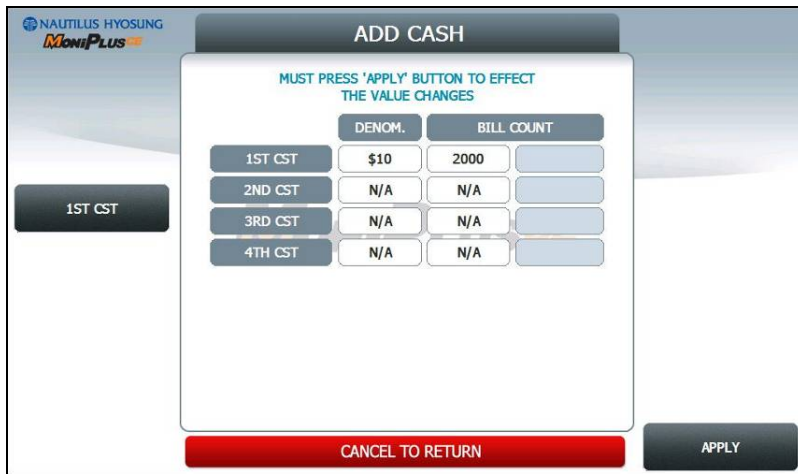 NAUTILUS HYOSUNG
MoniPlus CE
ADD CASH
MUST PRESS 'APPLY' BUTTON TO EFFECT
THE VALUE CHANGES
DENOM. BILL COUNT
1ST CST $10 2000
2ND CST N/A N/A
1ST CST
3RD CST N/A N/A
4TH CST N/A N/A
CANCEL TO RETURN
APPLY